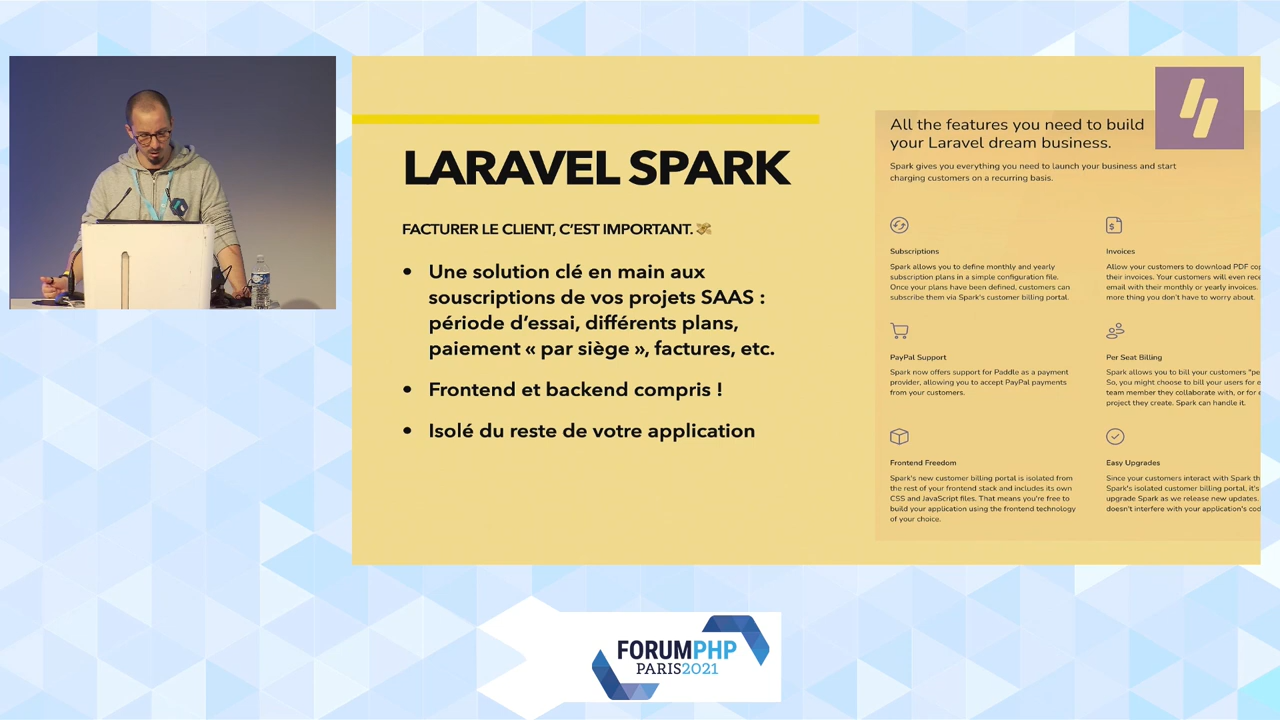 LARAVEL SPARK
FACTURER LE CLIENT, C’EST IMPORTANT.
• Une solution clé en main aux
souscriptions de vos projets SAAS :
période d’essai, différents plans,
paiement « par siège », factures, etc.
• Frontend et backend compris !
• Isolé du reste de votre application
All the features you need to build
your Laravel dream business.
Spark gives you everything you need to launch your business and start
charging customers on a recurring basis.
Subscriptions
Spark allows you to define monthly and yearly
subscription plans in a simple configuration file.
Once your plans have been defined, customers can
subscribe them via Spark's customer billing portal.
Invoices
Allow your customers to download PDF cop
their invoices. Your customers will even rece
email with their monthly or yearly invoices.
more thing you don't have to worry about.
PayPal Support
Spark now offers support for Paddle as a payment
provider, allowing you to accept PayPal payments
from your customers.
Per Seat Billing
Spark allows you to bill your customers "pe
So, you might choose to bill your users for e
team member they collaborate with, or for e
project they create. Spark can handle it.
Frontend Freedom
Spark's new customer billing portal is isolated from
the rest of your frontend stack and includes its own
CSS and JavaScript files. That means you're free to
build your application using the frontend technology
of your choice.
Easy Upgrades
Since your customers interact with Spark th
Spark's isolated customer billing portal, it's
upgrade Spark as we release new updates.
doesn't interfere with your application's cod
FORUMPHP
PARIS2021